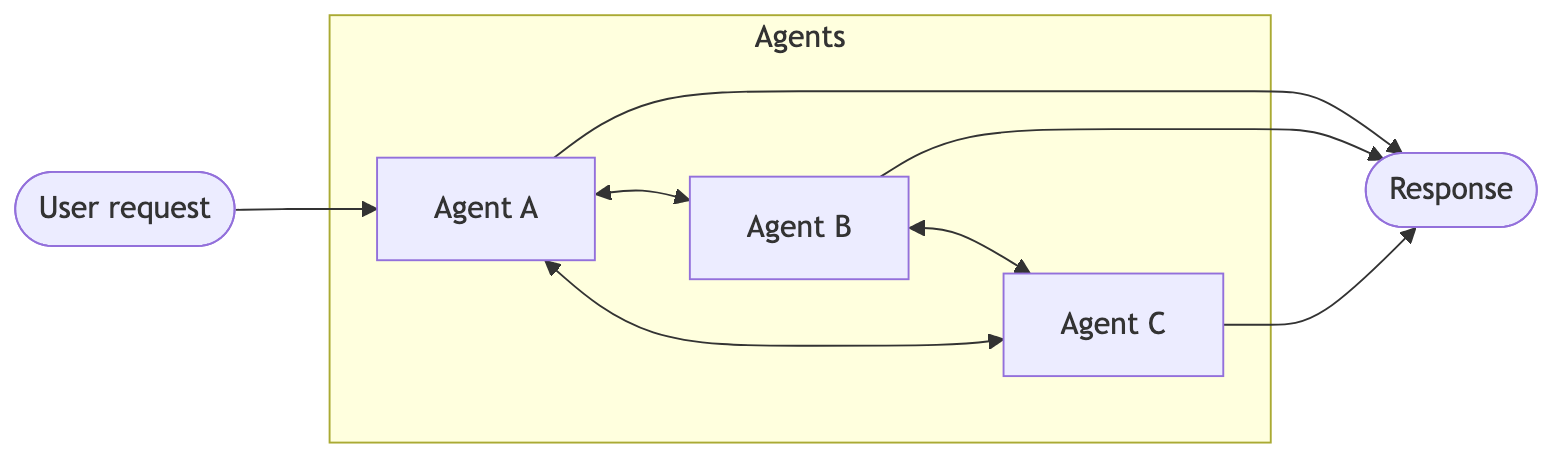 Agents
User request
Agent A
Agent B
Agent C
Response